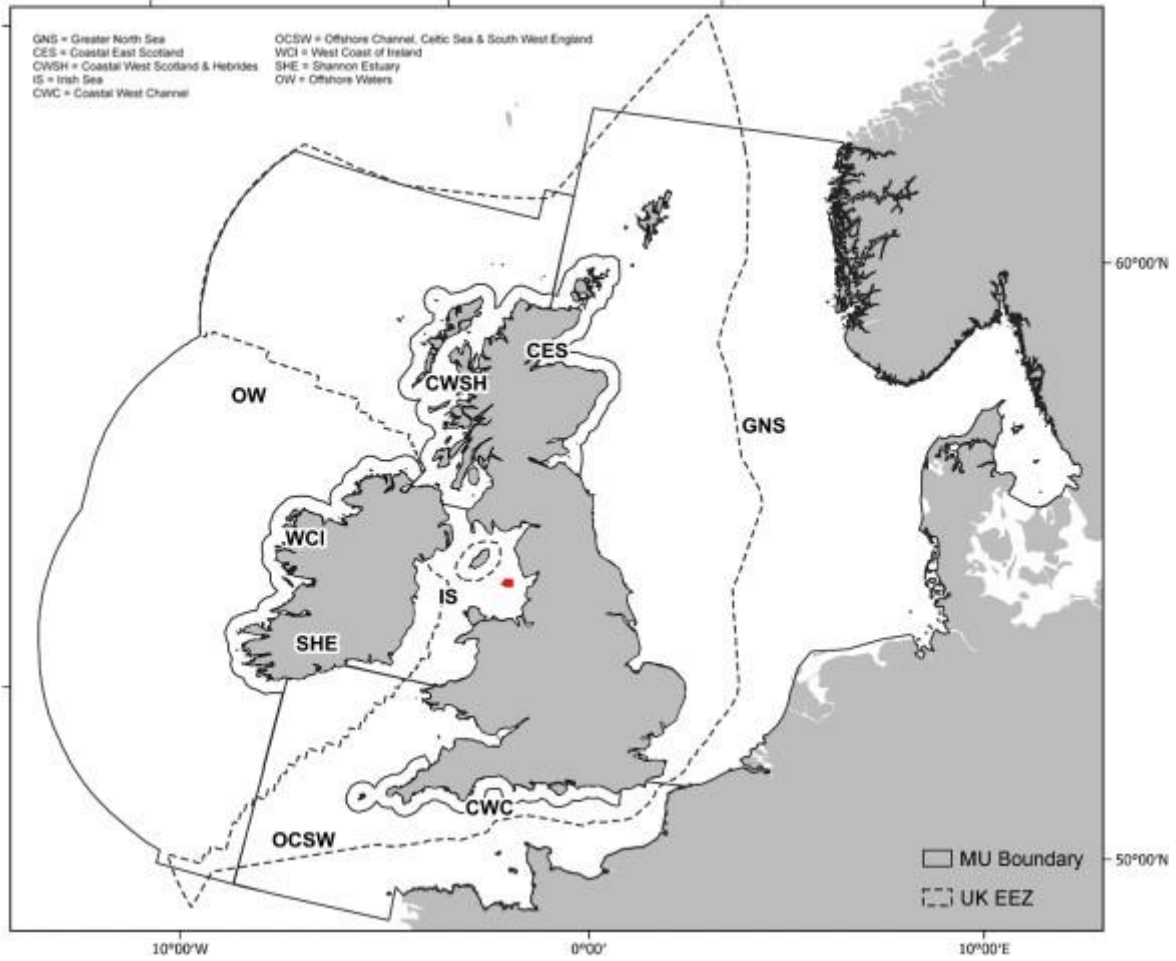 GNS = Greater North Sea
CES = Coastal East Scotland
CWSH = Coastal West Scotland & Hebrides
IS = Irish Sea
CWC = Coastal West Channel
OCSW = Offshore Channel, Celtic Sea & South West England
WCI = West Coast of Ireland
SHE = Shannon Estuary
OW = Offshore Waters
60°00'N
CES
CWSH
OW
GNS
WCI
IS
SHE
CWC
OCSW
MU Boundary
50°00'N
UK EEZ
10°00'W
0°00'
10°00'E